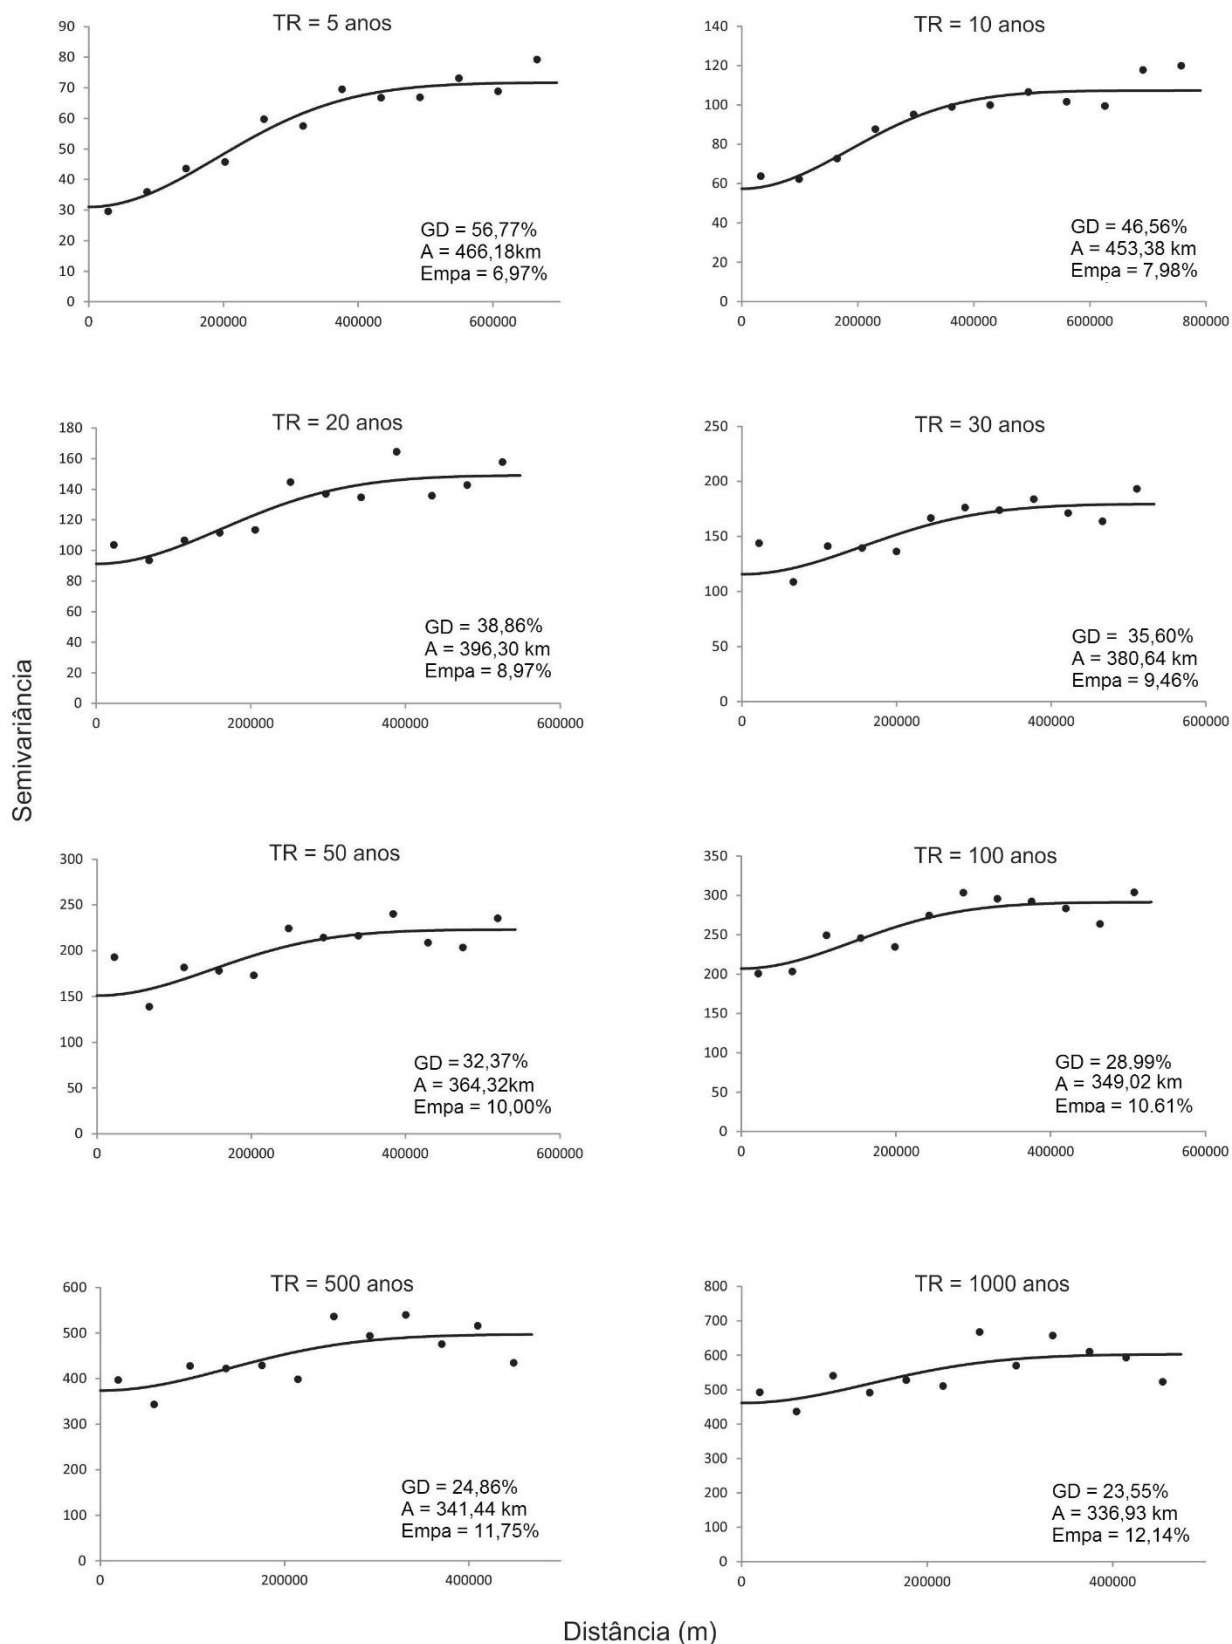 TR = 5 anos
90
80
70
60
50
40
30
20
10
0
0 200000 400000 600000
GD = 56,77%
A = 466,18km
Empa = 6,97%
TR = 10 anos
140
120
100
80
60
40
20
0
0 200000 400000 600000 800000
GD = 46,56%
A = 453,38 km
Empa = 7,98%
TR = 20 anos
180
160
140
120
100
80
60
40
20
0
0 200000 400000 600000
GD = 38,86%
A = 396,30 km
Empa = 8,97%
TR = 30 anos
250
200
150
100
50
0
0 200000 400000 600000
GD = 35,60%
A = 380,64 km
Empa = 9,46%
Semivariância
TR = 50 anos
300
250
200
150
100
50
0
0 200000 400000 600000
GD = 32,37%
A = 364,32km
Empa = 10,00%
TR = 100 anos
350
300
250
200
150
100
50
0
0 200000 400000 600000
GD = 28.99%
A = 349,02 km
Empa = 10.61%
TR = 500 anos
600
500
400
300
200
100
0
0 200000 400000
GD = 24,86%
A = 341,44 km
Empa = 11,75%
TR = 1000 anos
800
700
600
500
400
300
200
100
0
0 200000 400000
GD = 23,55%
A = 336,93 km
Empa = 12,14%
Distância (m)